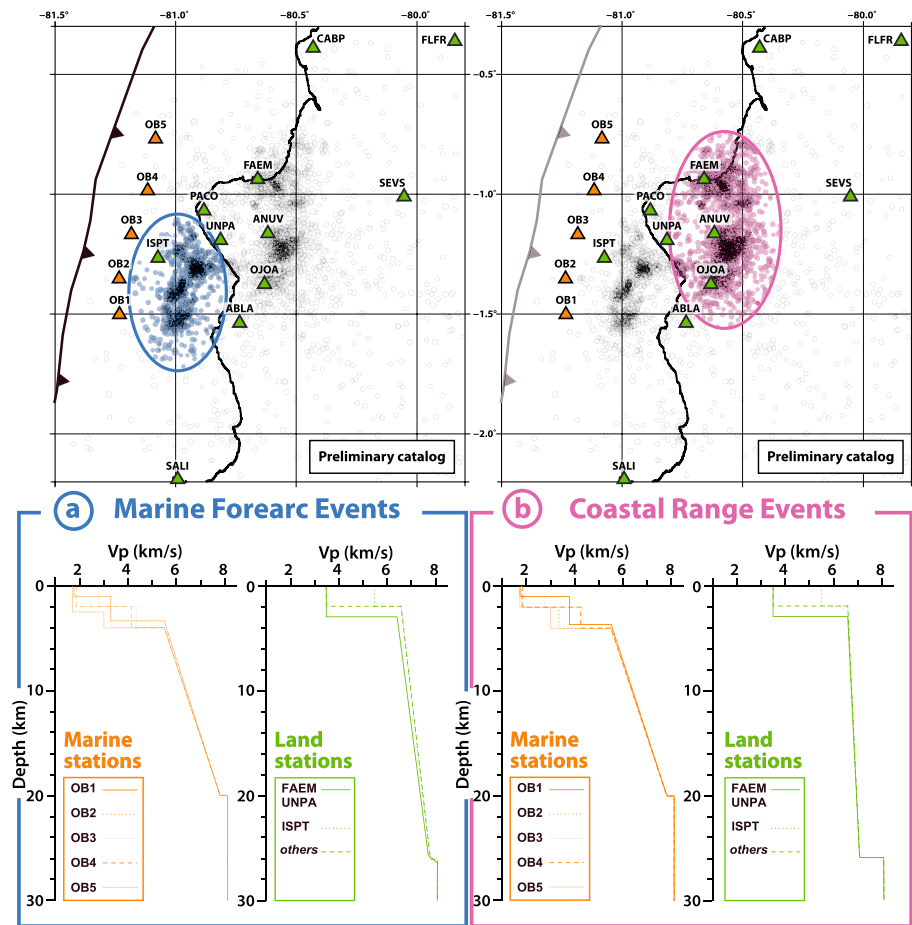 −81.5˚ −81.0˚ −80.5˚ −80.0˚
CABP
FLFR
OB5
FAEM
OB4
SEVS
PACO
OB3
UNPA
ANUV
ISPT
OB2
OJOA
OB1
ABLA
SALI
Preliminary catalog
−81.5˚ −81.0˚ −80.5˚ −80.0˚
−0.5˚
−1.0˚
−1.5˚
−2.0˚
CABP
FLFR
OB5
FAEM
OB4
SEVS
PACO
OB3
UNPA
ANUV
ISPT
OB2
OJOA
OB1
ABLA
SALI
Preliminary catalog
a Marine Forearc Events
Vp (km/s)
2 4 6 8
0
10
20
30
Depth (km)
Marine
stations
OB1
OB2
OB3
OB4
OB5
Vp (km/s)
2 4 6 8
0
10
20
30
Land
stations
FAEM
UNPA
ISPT
others
b Coastal Range Events
Vp (km/s)
2 4 6 8
0
10
20
30
Depth (km)
Marine
stations
OB1
OB2
OB3
OB4
OB5
Vp (km/s)
2 4 6 8
0
10
20
30
Land
stations
FAEM
UNPA
ISPT
others